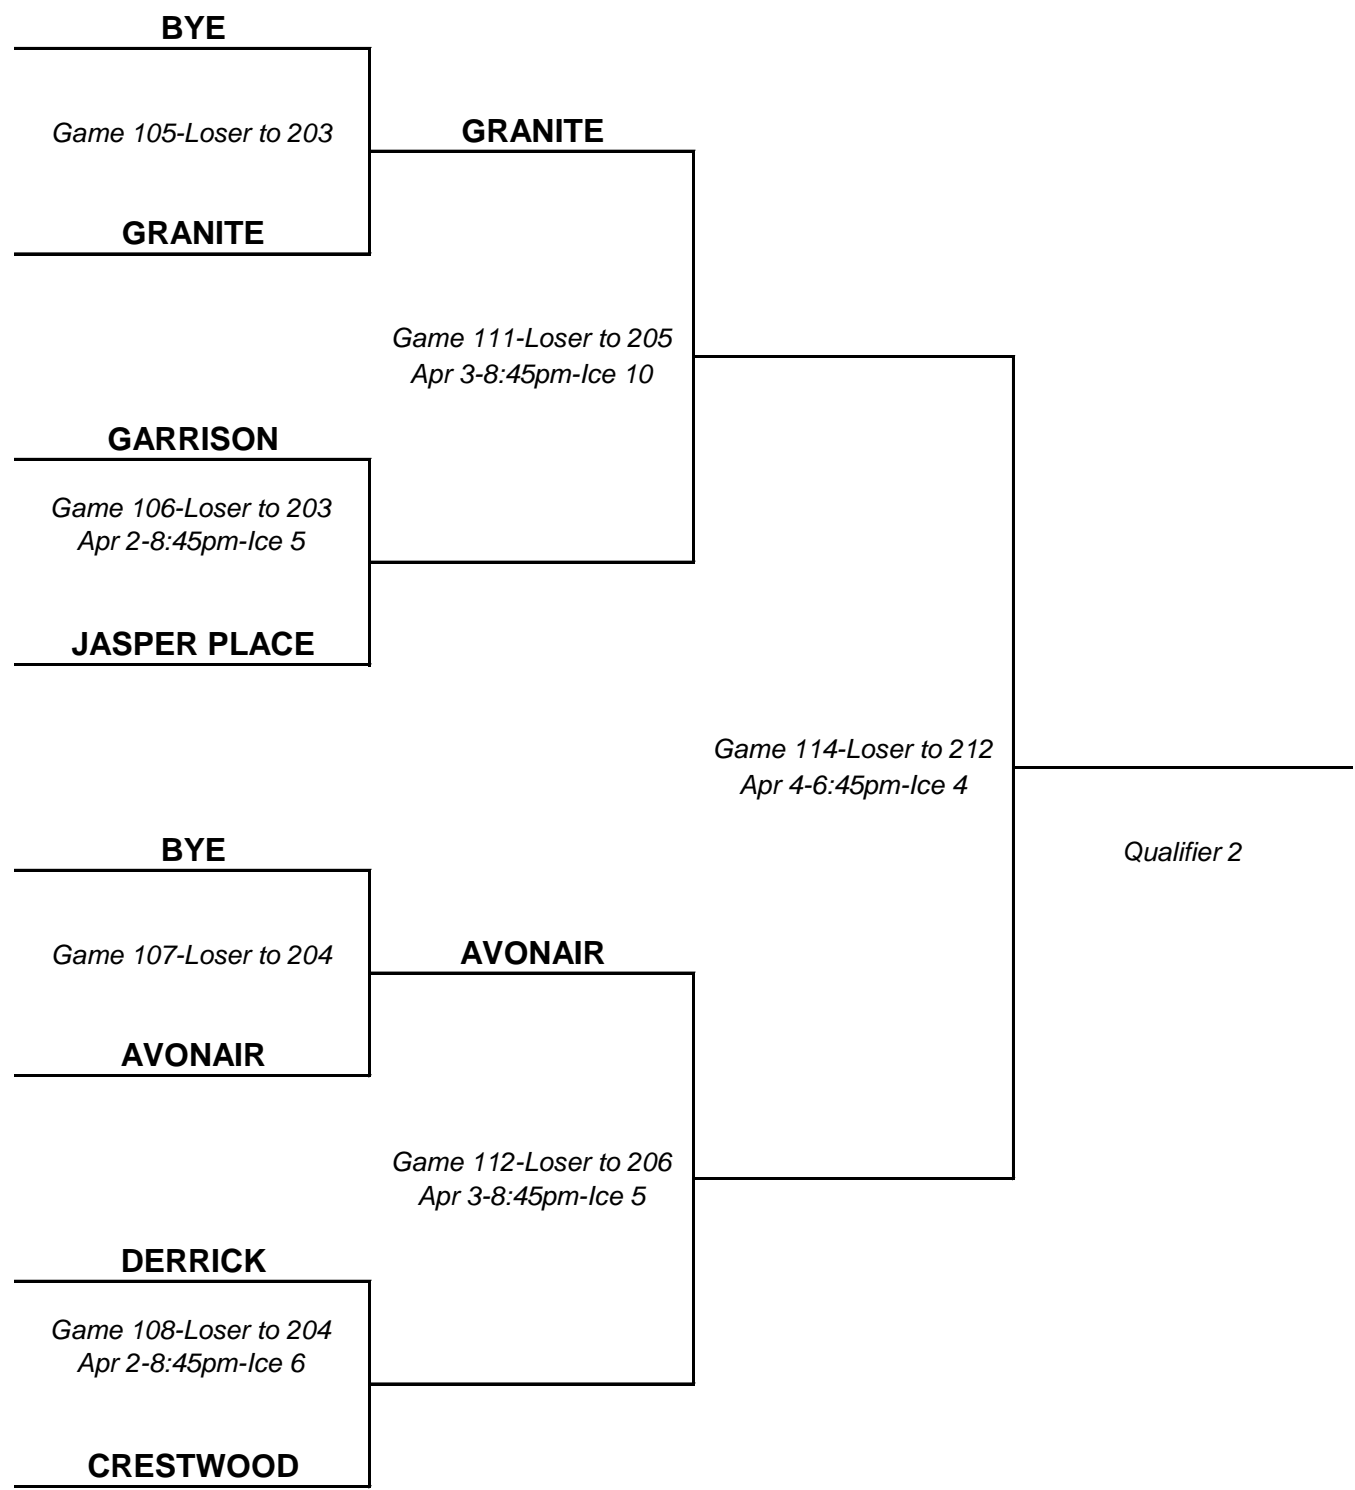 BYE
Game 105-Loser to 203
GRANITE
GRANITE
Game 111-Loser to 205
Apr 3-8:45pm-Ice 10
GARRISON
Game 106-Loser to 203
Apr 2-8:45pm-Ice 5
JASPER PLACE
Game 114-Loser to 212
Apr 4-6:45pm-Ice 4
BYE
Qualifier 2
Game 107-Loser to 204
AVONAIR
AVONAIR
Game 112-Loser to 206
Apr 3-8:45pm-Ice 5
DERRICK
Game 108-Loser to 204
Apr 2-8:45pm-Ice 6
CRESTWOOD